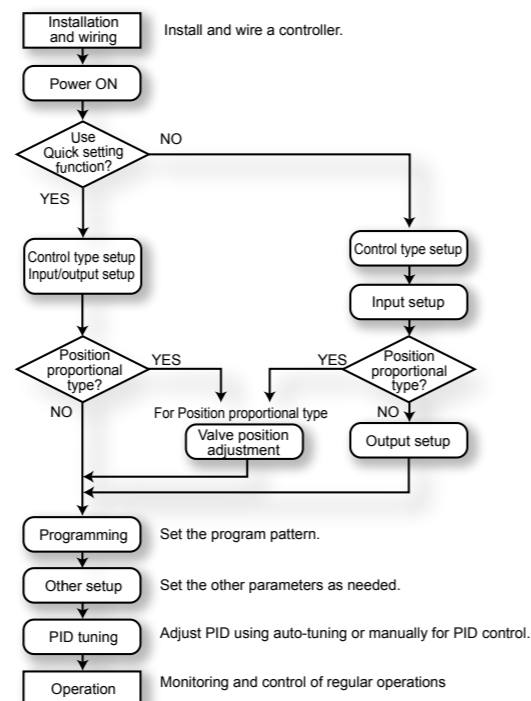 Installation
and wiring
Install and wire a controller.
Power ON
Use
Quick setting
function?
NO
YES
Control type setup
Input/output setup
Control type setup
Input setup
Position
proportional
type?
YES
NO
YES
Position
proportional
type?
NO
For Position proportional type
Valve position
adjustment
Output setup
Programming
Set the program pattern.
Other setup
Set the other parameters as needed.
PID tuning
Adjust PID using auto-tuning or manually for PID control.
Operation
Monitoring and control of regular operations